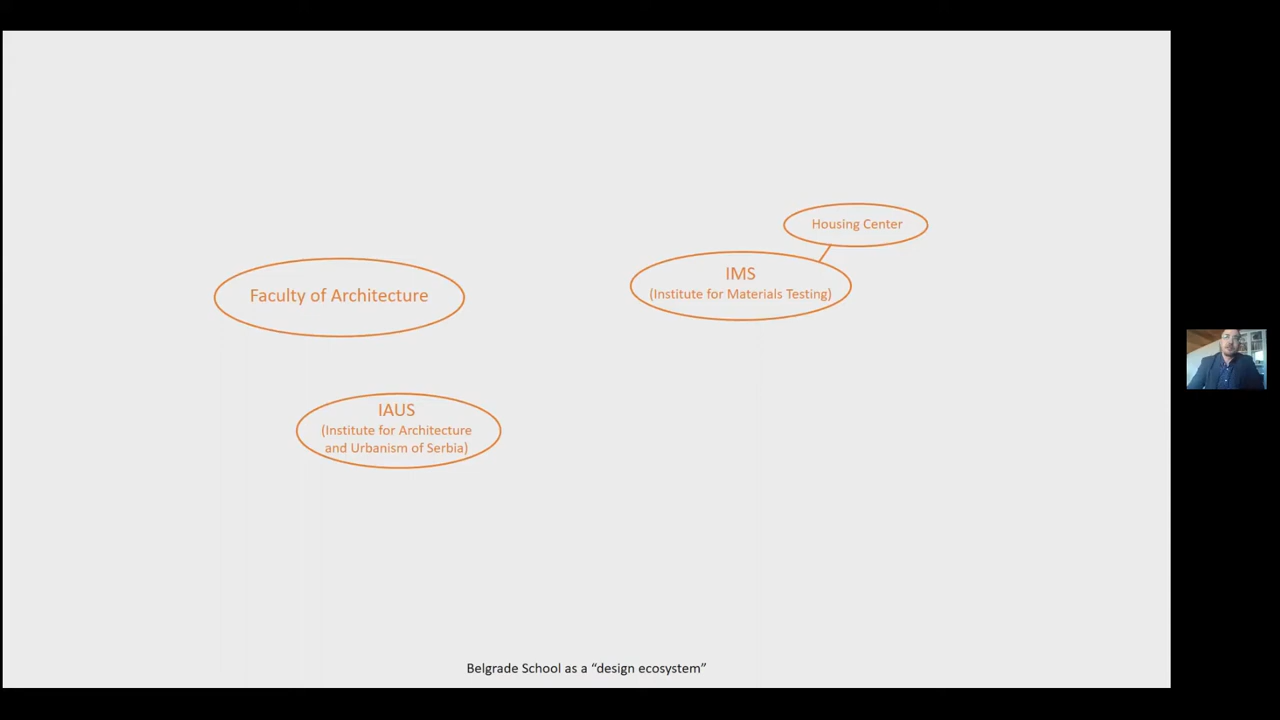 Housing Center
IMS
(Institute for Materials Testing)
Faculty of Architecture
IAUS
(Institute for Architecture
and Urbanism of Serbia)
Belgrade School as a “design ecosystem”